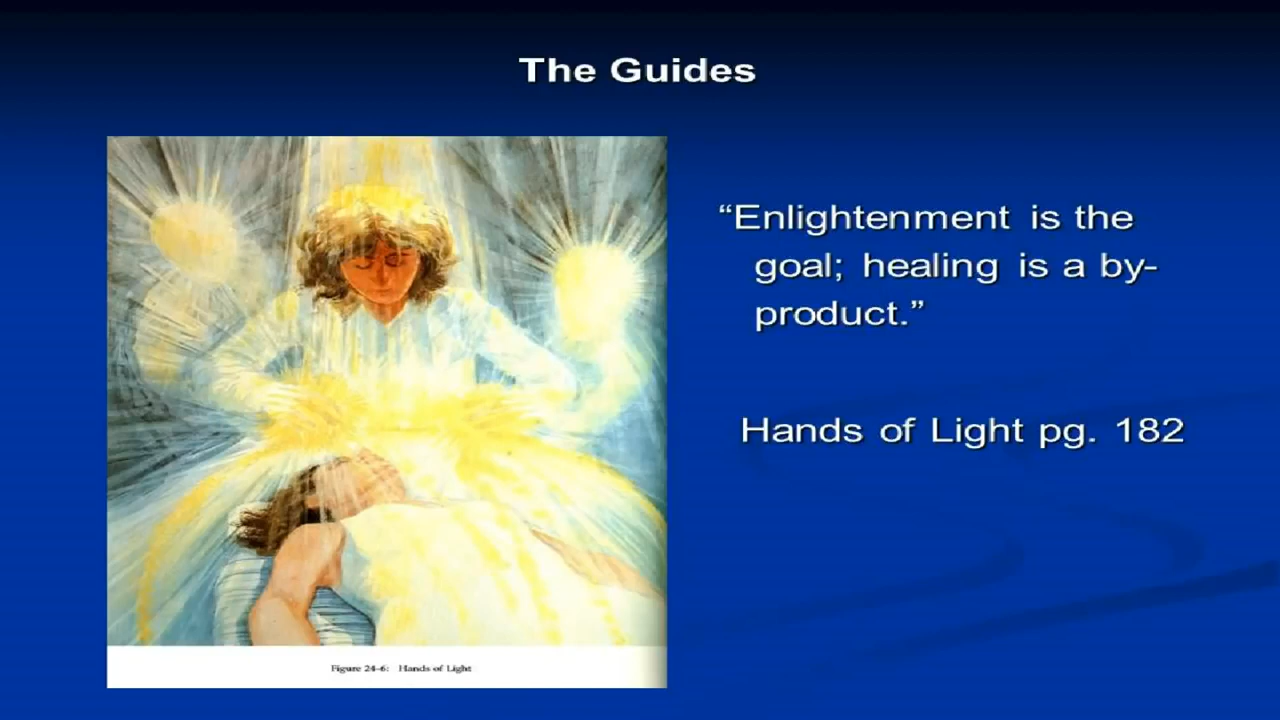 The Guides
“Enlightenment is the
goal; healing is a by-
product.”
Hands of Light pg. 182
Figure 24-6: Hands of Light